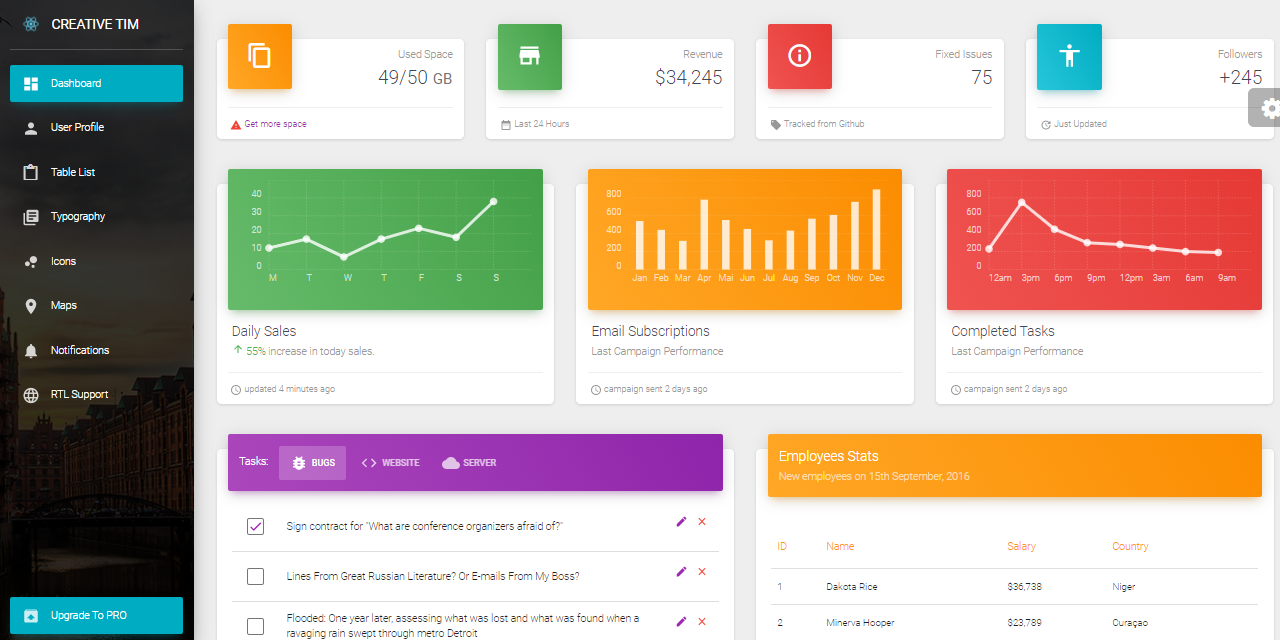 CREATIVE TIM
Dashboard
User Profile
Table List
Typography
Icons
Maps
Notifications
RTL Support
Upgrade To PRO
Used Space
49/50 GB
Get more space
Revenue
$34,245
Last 24 Hours
Fixed Issues
75
Tracked from Github
Followers
+245
Just Updated
40
30
20
10
0
M T W T F S S
Daily Sales
55% increase in today sales.
updated 4 minutes ago
800
600
400
200
0
Jan Feb Mar Apr Mai Jun Jul Aug Sep Oct Nov Dec
Email Subscriptions
Last Campaign Performance
campaign sent 2 days ago
800
600
400
200
0
12am 3pm 6pm 9pm 12pm 3am 6am 9am
Completed Tasks
Last Campaign Performance
campaign sent 2 days ago
Tasks: BUGS WEBSITE SERVER
Sign contract for "What are conference organizers afraid of?"
Lines From Great Russian Literature? Or E-mails From My Boss?
Flooded: One year later, assessing what was lost and what was found when a
ravaging rain swept through metro Detroit
Employees Stats
New employees on 15th September, 2016
ID Name Salary Country
1 Dakota Rice $36,738 Niger
2 Minerva Hooper $23,789 Curaçao